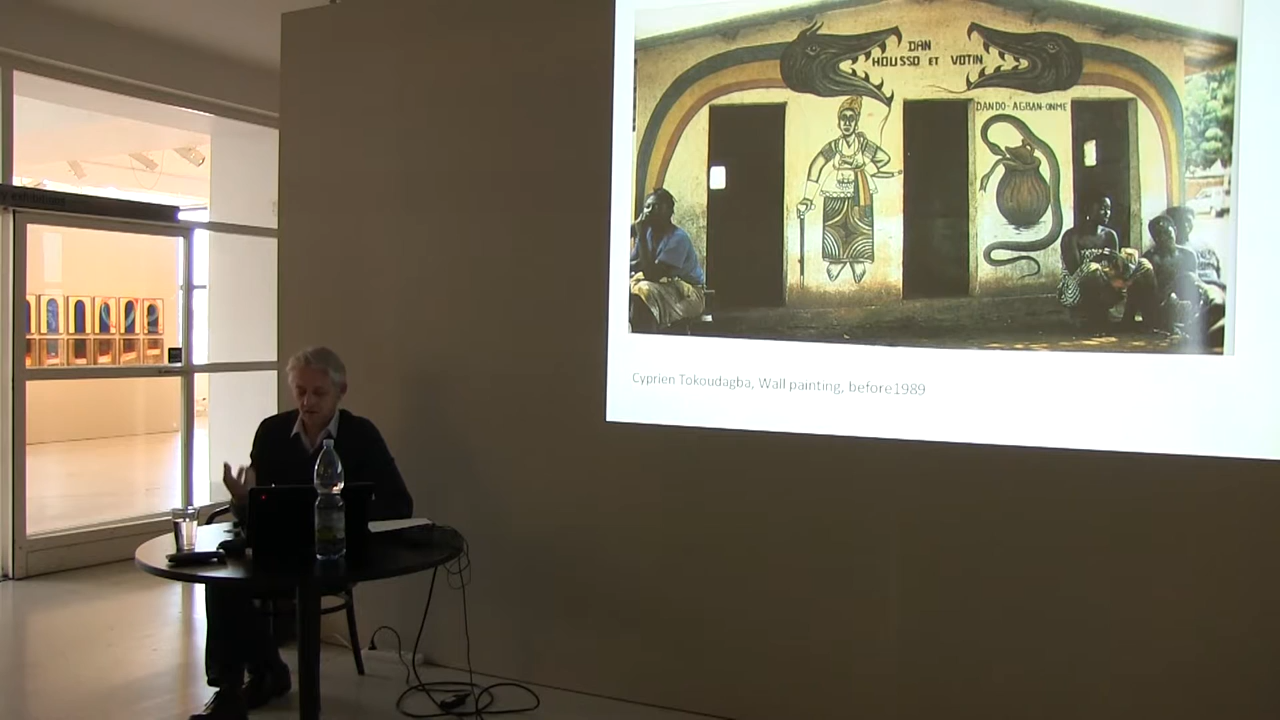 DAN
HOUSSO ET VOTIN
DANDO-AGBAN-ONME
Cyprien Tokoudagba, Wall painting, before1989